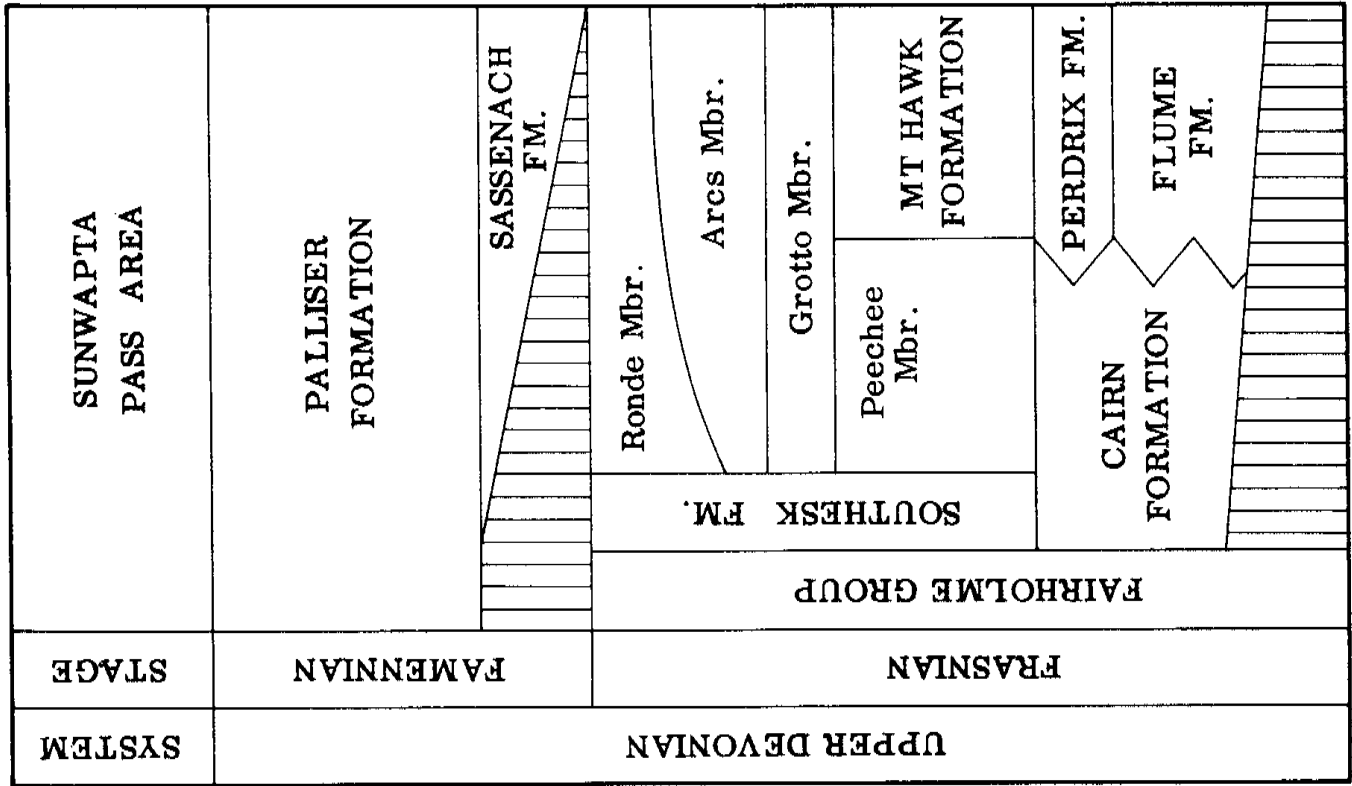 SYSTEM
STAGE
SUNWAPTA
PASS AREA
UPPER DEVONIAN
FAMENNIAN
FRASNIAN
PALLISER
FORMATION
SASSENACH
FM.
FAIRHOLME GROUP
SOUTHESK FM.
Ronde Mbr.
Arcs Mbr.
Grotto Mbr.
Peechee
Mbr.
MT HAWK
FORMATION
CAIRN
FORMATION
PERDRIX FM.
FLUME
FM.